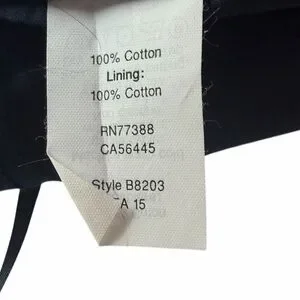 100% Cotton
Lining:
100% Cotton
RN77388
CA56445
Style B8203
A 15